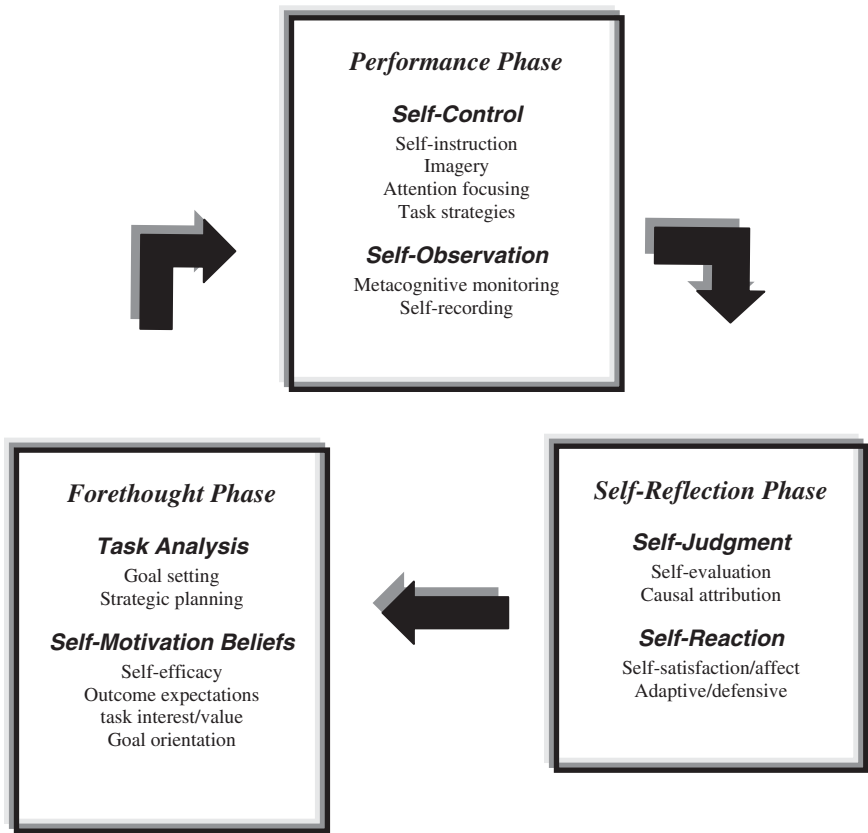 Performance Phase
Self-Control
Self-instruction
Imagery
Attention focusing
Task strategies
Self-Observation
Metacognitive monitoring
Self-recording
Forethought Phase
Task Analysis
Goal setting
Strategic planning
Self-Motivation Beliefs
Self-efficacy
Outcome expectations
task interest/value
Goal orientation
Self-Reflection Phase
Self-Judgment
Self-evaluation
Causal attribution
Self-Reaction
Self-satisfaction/affect
Adaptive/defensive